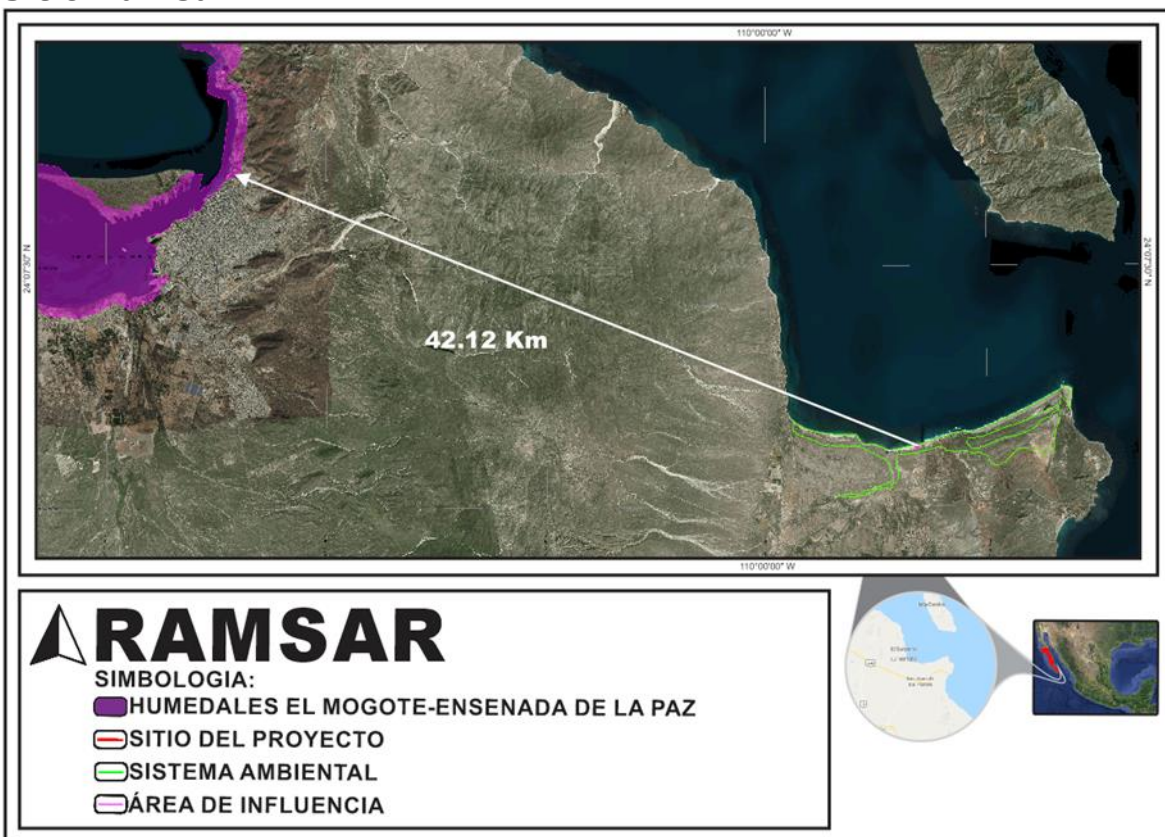 110°00'00" W
24°07'30" N
24°07'30" N
42.12 Km
110°00'00" W
RAMSAR
SIMBOLOGIA:
HUMEDALES EL MOGOTE-ENSENADA DE LA PAZ
SITIO DEL PROYECTO
SISTEMA AMBIENTAL
ÁREA DE INFLUENCIA